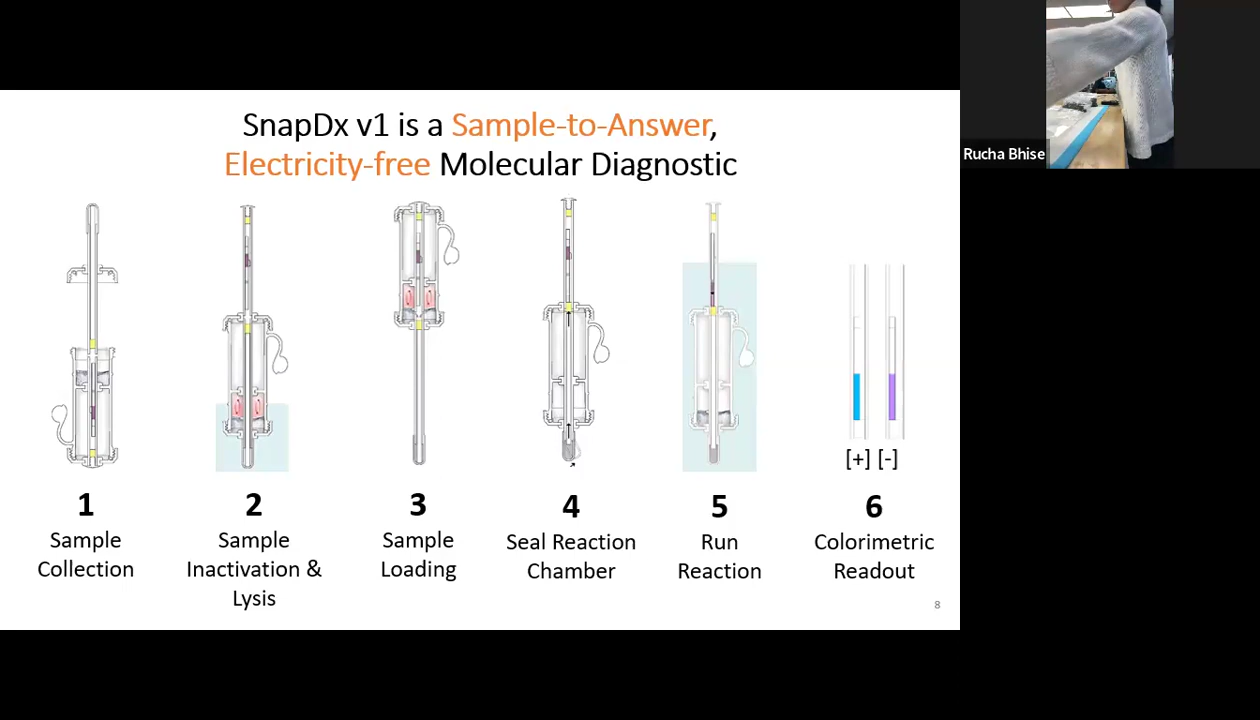 SnapDx v1 is a Sample-to-Answer,
Electricity-free Molecular Diagnostic
Rucha Bhise
[+] [-]
1
Sample
Collection
2
Sample
Inactivation &
Lysis
3
Sample
Loading
4
Seal Reaction
Chamber
5
Run
Reaction
6
Colorimetric
Readout
8